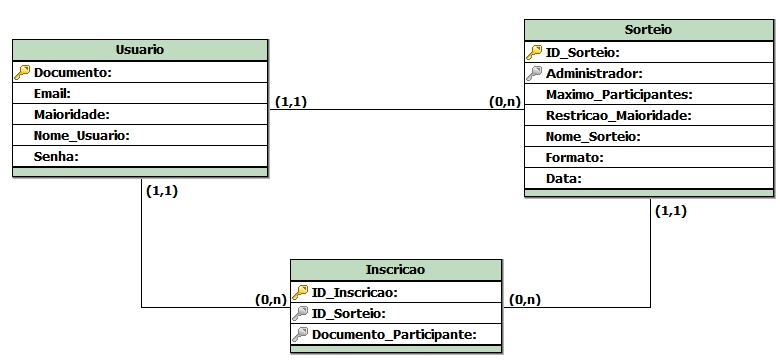 Usuario
Documento:
Email:
Maioridade:
Nome_Usuario:
Senha:
(1,1)
(0,n)
Sorteio
ID_Sorteio:
Administrador:
Maximo_Participantes:
Restricao_Maioridade:
Nome_Sorteio:
Formato:
Data:
(1,1)
(1,1)
Inscricao
ID_Inscricao:
ID_Sorteio:
Documento_Participante:
(0,n)
(0,n)